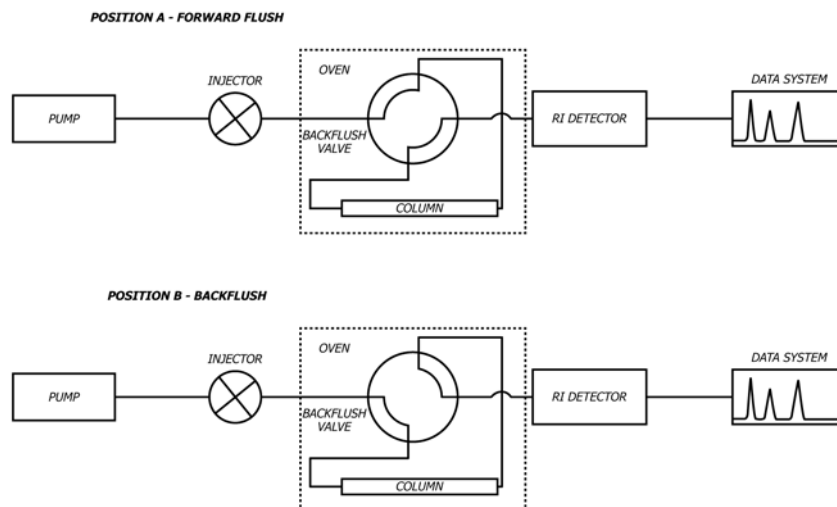 POSITION A - FORWARD FLUSH
OVEN
INJECTOR
DATA SYSTEM
PUMP
RI DETECTOR
BACKFLUSH
VALVE
COLUMN
POSITION B - BACKFLUSH
OVEN
INJECTOR
DATA SYSTEM
PUMP
RI DETECTOR
BACKFLUSH
VALVE
COLUMN